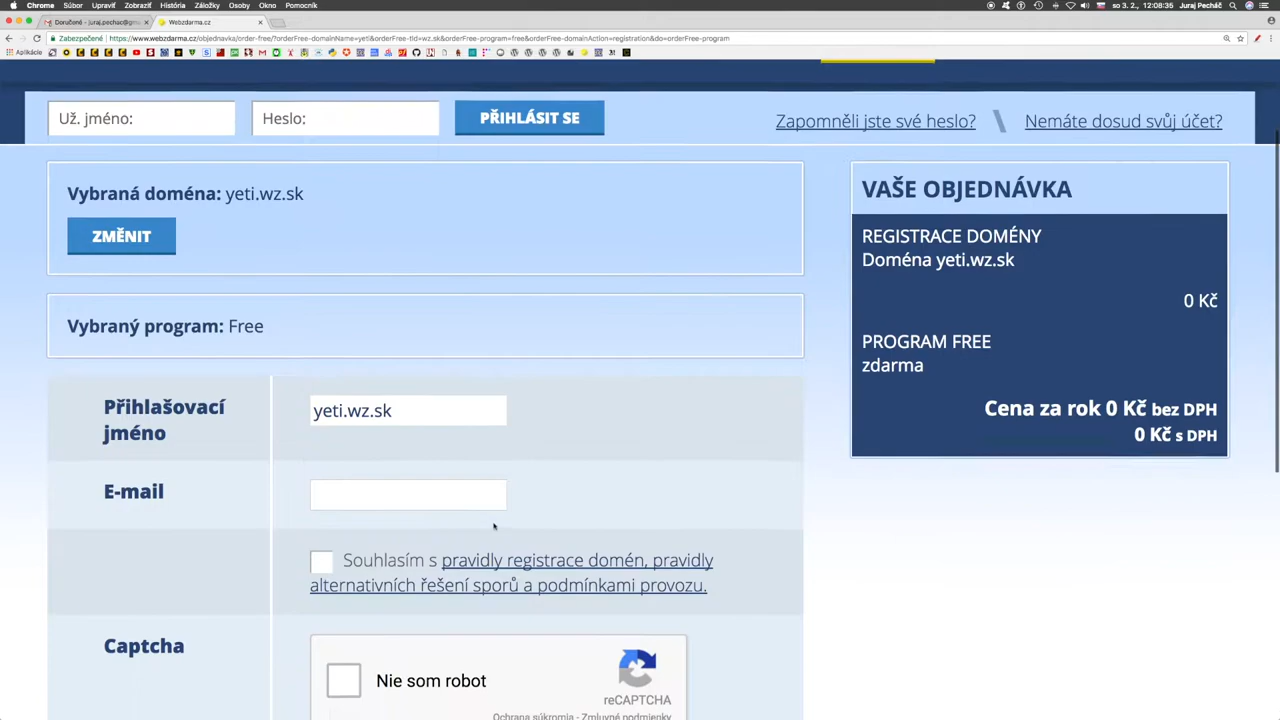 Chrome Súbor Upraviť Zobraziť História Záložky Osoby Okno Pomocník
so 3. 2., 12:08:35 Juraj Pecháč
Doručené - juraj.pechac@gm
Webzdarma.cz
Zabezpečené
https://www.webzdarma.cz/objednavka/order-free/?orderFree-domainName=yeti&orderFree-tld=wz.sk&orderFree-program=free&orderFree-domainAction=registration&do=orderFree-program
Aplikácie
Už. jméno:
Heslo:
PŘIHLÁSIT SE
Zapomněli jste své heslo?
Nemáte dosud svůj účet?
Vybraná doména: yeti.wz.sk
ZMĚNIT
Vybraný program: Free
Přihlašovací
jméno
yeti.wz.sk
E-mail
Souhlasím s pravidly registrace domén, pravidly
alternativních řešení sporů a podmínkami provozu.
Captcha
Nie som robot
reCAPTCHA
Ochrana súkromia - Zmluvné podmienky
VAŠE OBJEDNÁVKA
REGISTRACE DOMÉNY
Doména yeti.wz.sk
0 Kč
PROGRAM FREE
zdarma
Cena za rok 0 Kč bez DPH
0 Kč s DPH